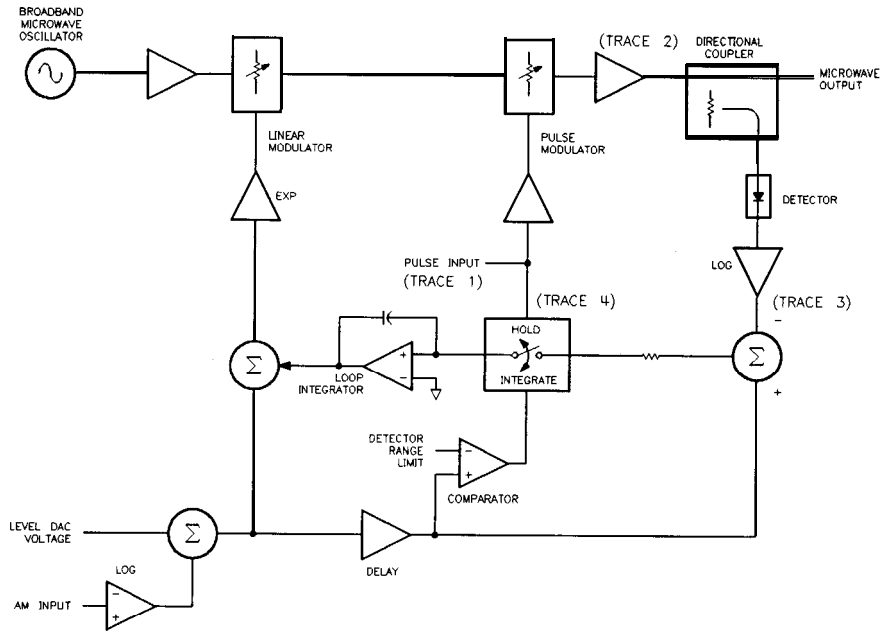 BROADBAND
MICROWAVE
OSCILLATOR
(TRACE 2)
DIRECTIONAL
COUPLER
MICROWAVE
OUTPUT
LINEAR
MODULATOR
PULSE
MODULATOR
EXP
DETECTOR
LOG
PULSE INPUT
(TRACE 1)
(TRACE 4)
(TRACE 3)
−
HOLD
Σ
+
−
LOOP
INTEGRATOR
INTEGRATE
Σ
+
DETECTOR
RANGE
LIMIT
−
+
COMPARATOR
LEVEL DAC
VOLTAGE
Σ
DELAY
LOG
AM INPUT
−
+